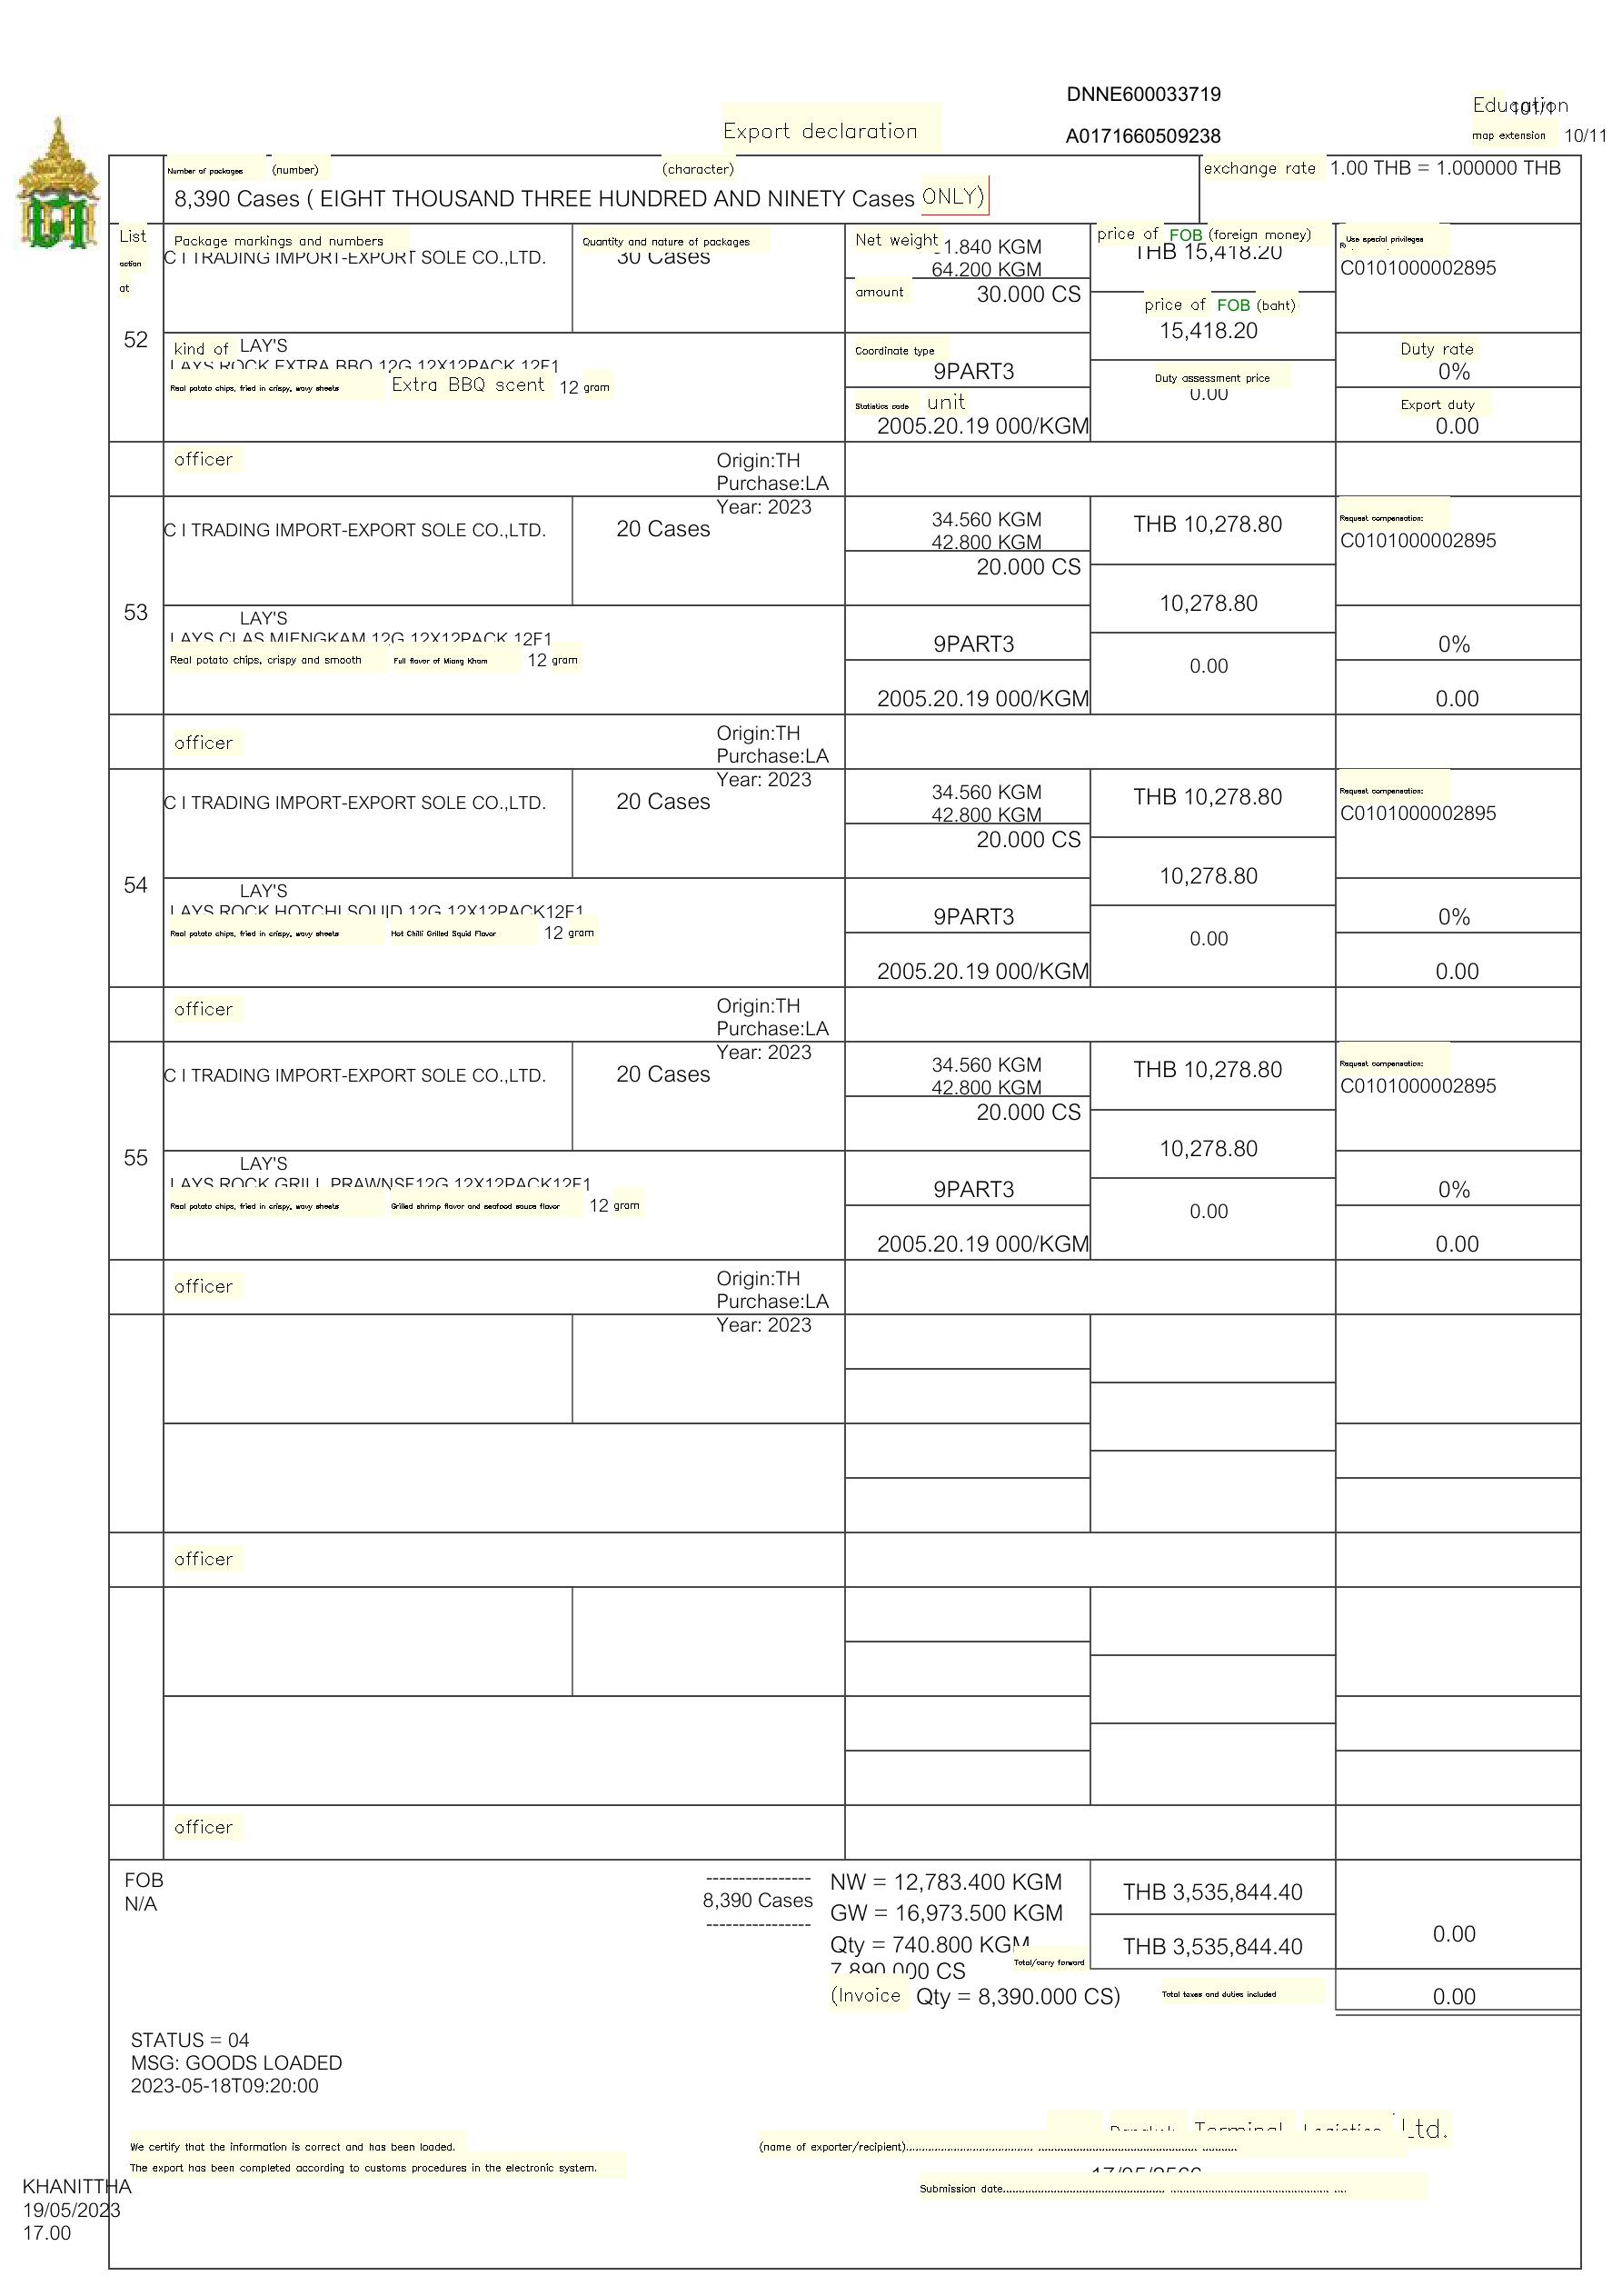 DNNE600033719
Export declaration
A0171660509238
map extension 10/11
Number of packages (number) (character) exchange rate 1.00 THB = 1.000000 THB
8,390 Cases ( EIGHT THOUSAND THREE HUNDRED AND NINETY Cases ONLY)
List Package markings and numbers Quantity and nature of packages Net weight 1.840 KGM price of FOB (foreign money) Use special privileges
action C I TRADING IMPORT-EXPORT SOLE CO.,LTD. 30 Cases 64.200 KGM THB 15,418.20 C0101000002895
at amount 30.000 CS price of FOB (baht)
15,418.20
52 kind of LAY'S Coordinate type Duty rate
LAYS ROCK EXTRA BBQ 12G 12X12PACK 12F1 9PART3 Duty assessment price 0%
Real potato chips, fried in crispy, wavy sheets Extra BBQ scent 12 gram 0.00
Statistics code unit Export duty
2005.20.19 000/KGM 0.00
officer Origin:TH
Purchase:LA
Year: 2023
C I TRADING IMPORT-EXPORT SOLE CO.,LTD. 20 Cases 34.560 KGM THB 10,278.80 Request compensation:
42.800 KGM C0101000002895
20.000 CS
10,278.80
53 LAY'S
LAYS CLAS MIENGKAM 12G 12X12PACK 12F1 9PART3 0%
Real potato chips, crispy and smooth Full flavor of Miang Kham 12 gram 0.00
2005.20.19 000/KGM 0.00
officer Origin:TH
Purchase:LA
Year: 2023
C I TRADING IMPORT-EXPORT SOLE CO.,LTD. 20 Cases 34.560 KGM THB 10,278.80 Request compensation:
42.800 KGM C0101000002895
20.000 CS
10,278.80
54 LAY'S
LAYS ROCK HOTCHI SQUID 12G 12X12PACK12F1 9PART3 0%
Real potato chips, fried in crispy, wavy sheets Hot Chilli Grilled Squid Flavor 12 gram 0.00
2005.20.19 000/KGM 0.00
officer Origin:TH
Purchase:LA
Year: 2023
C I TRADING IMPORT-EXPORT SOLE CO.,LTD. 20 Cases 34.560 KGM THB 10,278.80 Request compensation:
42.800 KGM C0101000002895
20.000 CS
10,278.80
55 LAY'S
LAYS ROCK GRILL PRAWNSF12G 12X12PACK12F1 9PART3 0%
Real potato chips, fried in crispy, wavy sheets Grilled shrimp flavor and seafood sauce flavor 12 gram 0.00
2005.20.19 000/KGM 0.00
officer Origin:TH
Purchase:LA
Year: 2023
officer
officer
FOB ---------------- NW = 12,783.400 KGM THB 3,535,844.40
N/A 8,390 Cases GW = 16,973.500 KGM
---------------- Qty = 740.800 KGM THB 3,535,844.40 0.00
7,890.000 CS Total/carry forward
(Invoice Qty = 8,390.000 CS) Total taxes and duties included 0.00
STATUS = 04
MSG: GOODS LOADED
2023-05-18T09:20:00
Terminal Logistics Ltd.
We certify that the information is correct and has been loaded. (name of exporter/recipient)
The export has been completed according to customs procedures in the electronic system.
17/05/2566
Submission date
KHANITTHA
19/05/2023
17.00